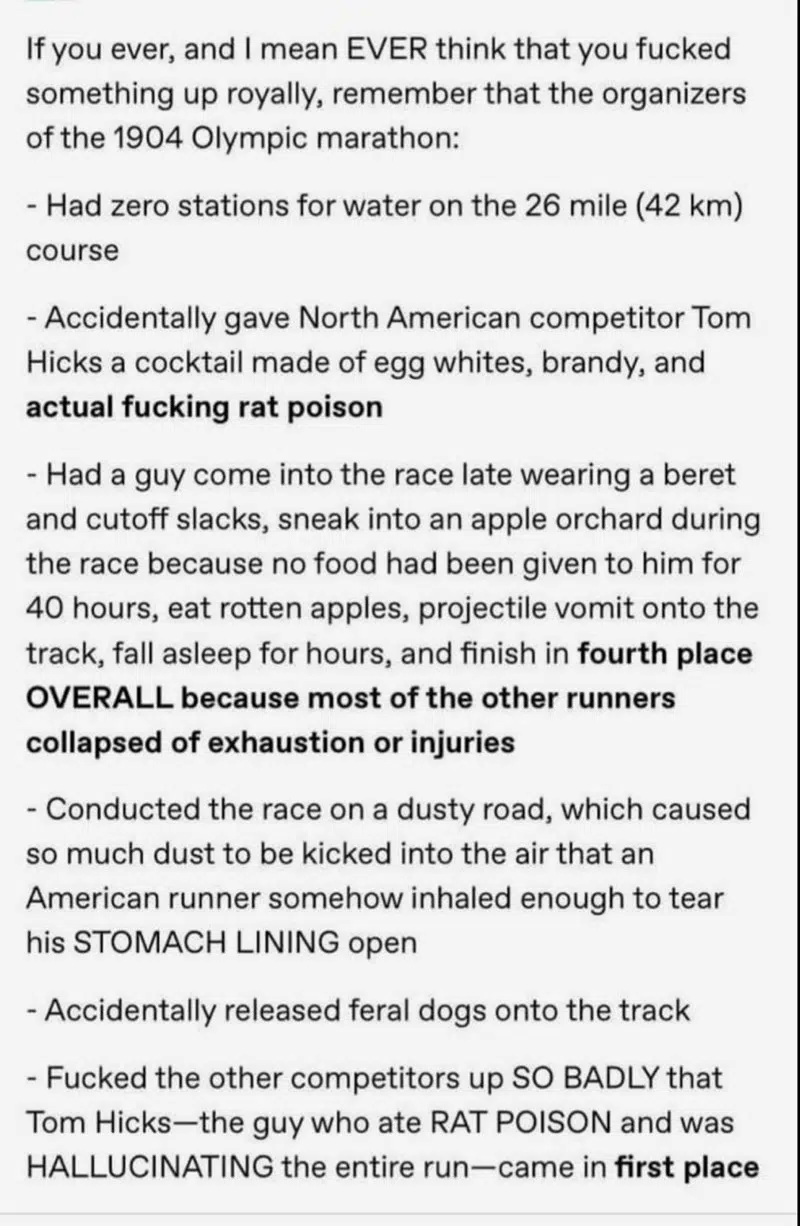 If you ever, and I mean EVER think that you fucked
something up royally, remember that the organizers
of the 1904 Olympic marathon:
- Had zero stations for water on the 26 mile (42 km)
course
- Accidentally gave North American competitor Tom
Hicks a cocktail made of egg whites, brandy, and
actual fucking rat poison
- Had a guy come into the race late wearing a beret
and cutoff slacks, sneak into an apple orchard during
the race because no food had been given to him for
40 hours, eat rotten apples, projectile vomit onto the
track, fall asleep for hours, and finish in fourth place
OVERALL because most of the other runners
collapsed of exhaustion or injuries
- Conducted the race on a dusty road, which caused
so much dust to be kicked into the air that an
American runner somehow inhaled enough to tear
his STOMACH LINING open
- Accidentally released feral dogs onto the track
- Fucked the other competitors up SO BADLY that
Tom Hicks—the guy who ate RAT POISON and was
HALLUCINATING the entire run—came in first place